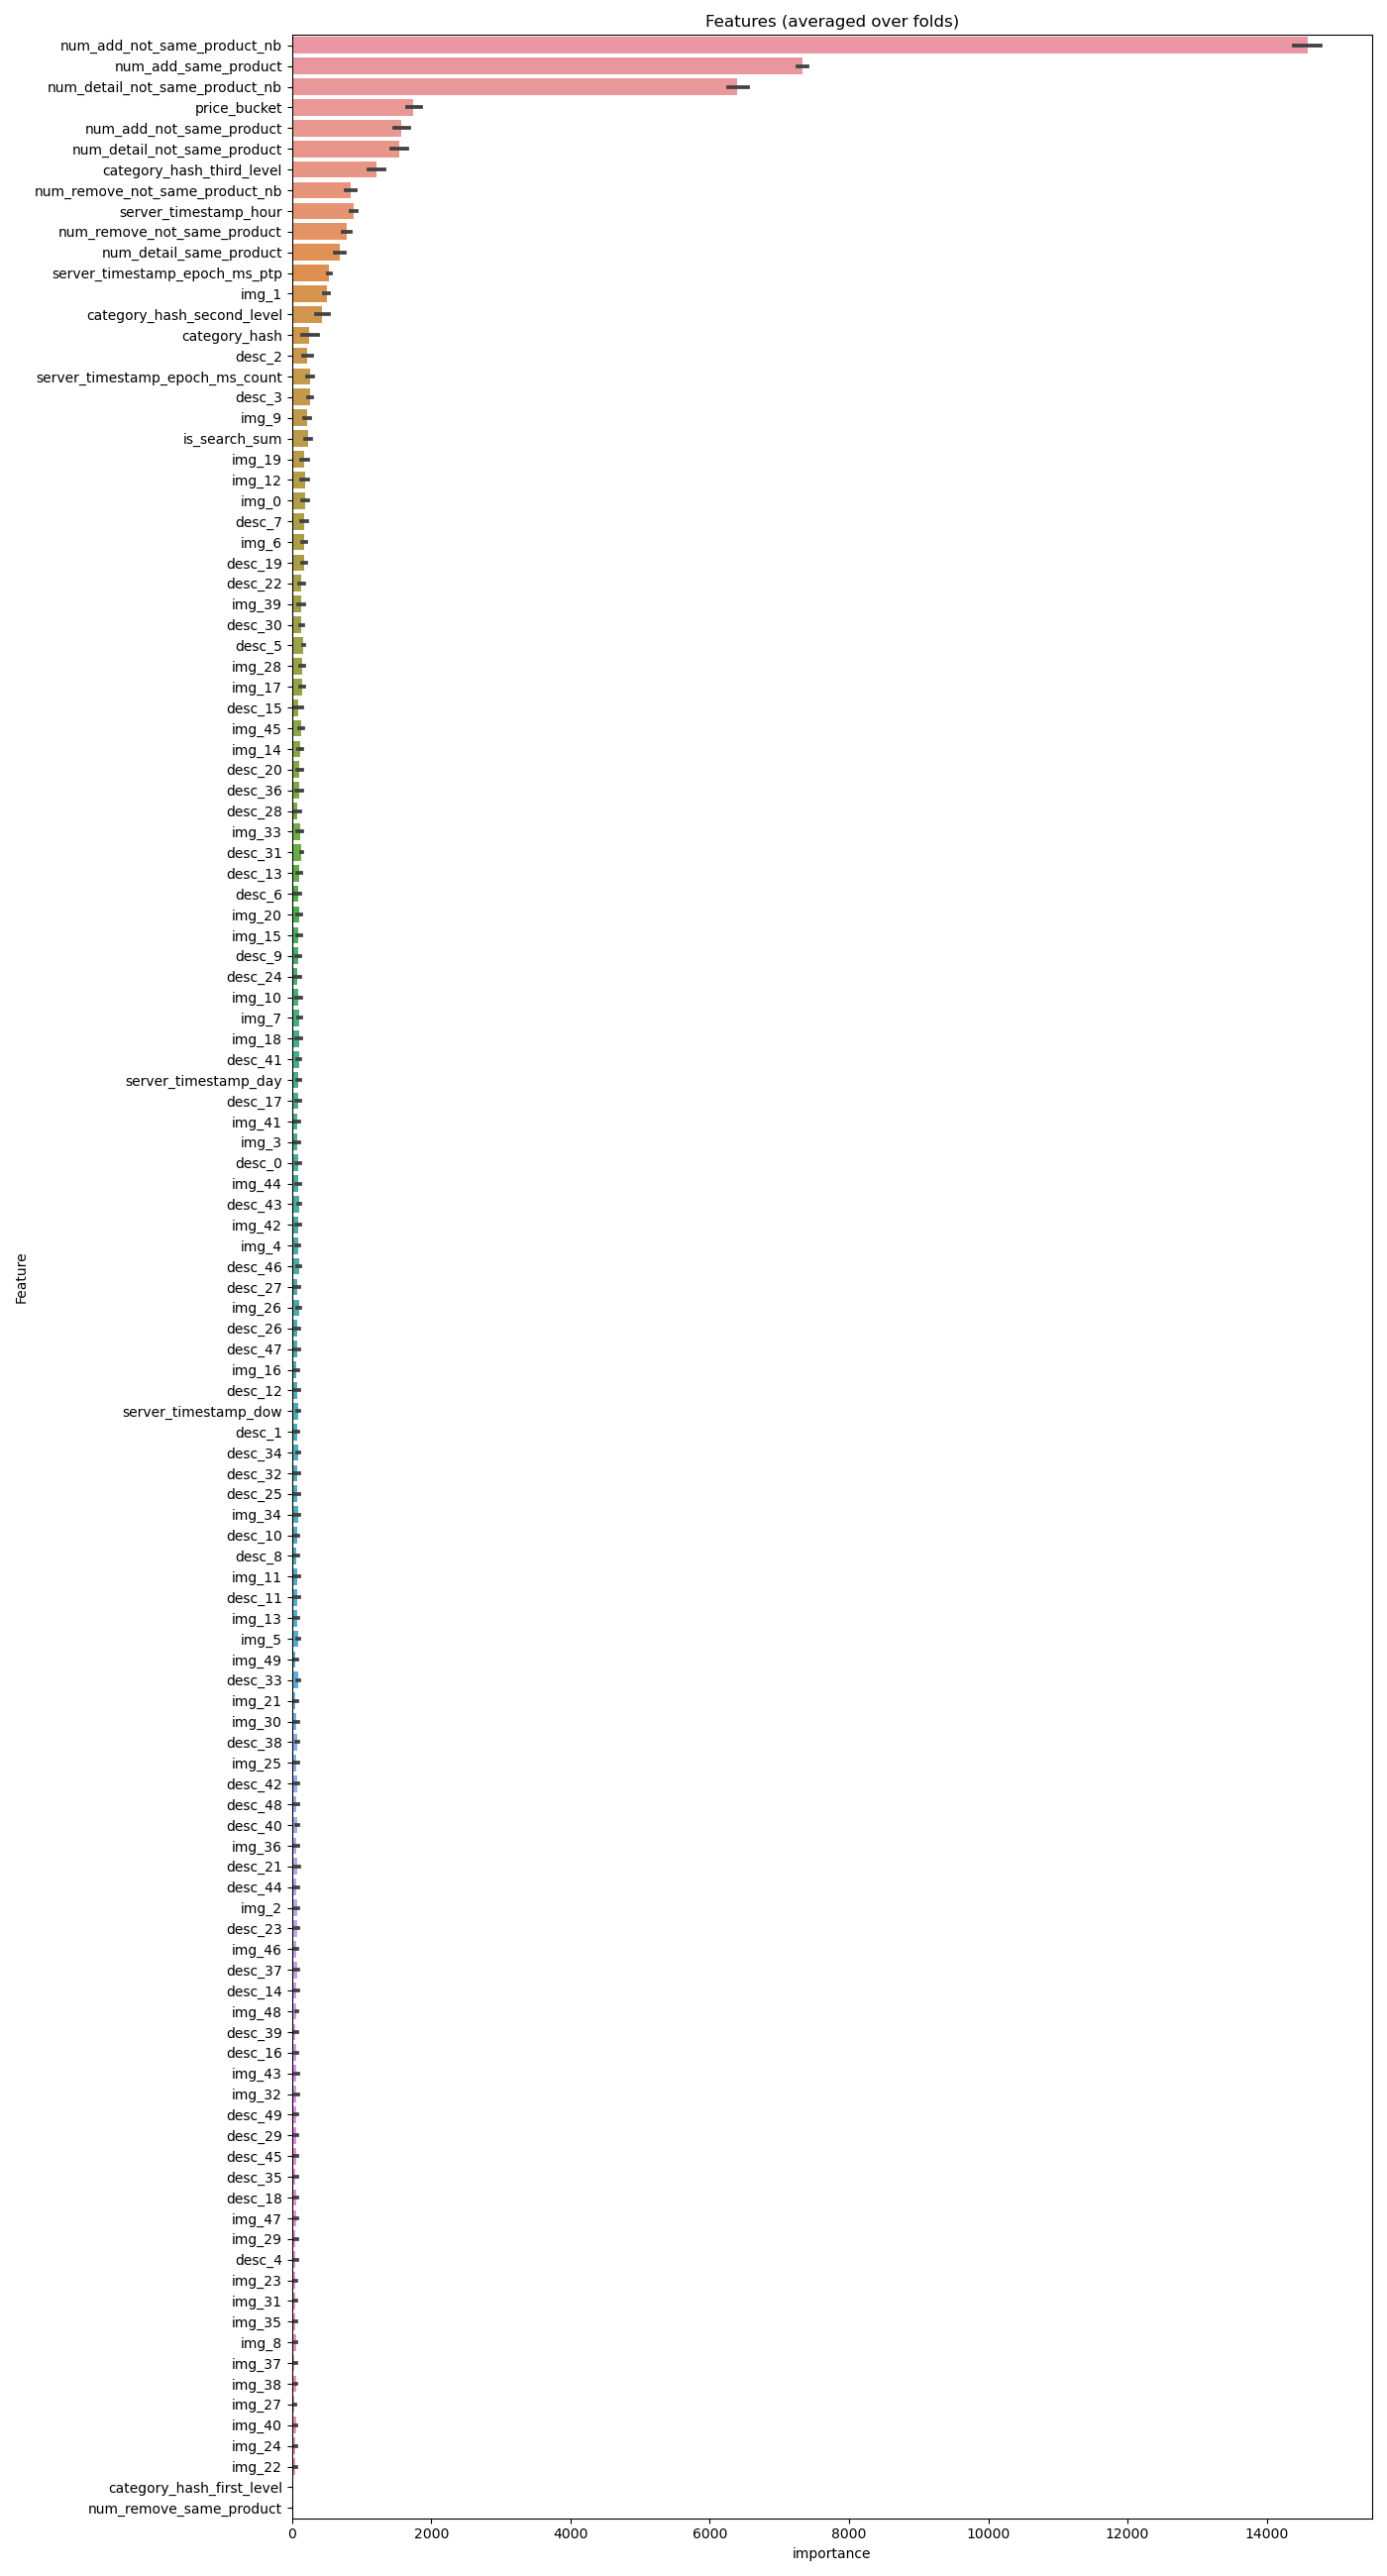 Features (averaged over folds)
num_add_not_same_product_nb
num_add_same_product
num_detail_not_same_product_nb
price_bucket
num_add_not_same_product
num_detail_not_same_product
category_hash_third_level
num_remove_not_same_product_nb
server_timestamp_hour
num_remove_not_same_product
num_detail_same_product
server_timestamp_epoch_ms_ptp
img_1
category_hash_second_level
category_hash
desc_2
server_timestamp_epoch_ms_count
desc_3
img_9
is_search_sum
img_19
img_12
img_0
desc_7
img_6
desc_19
desc_22
img_39
desc_30
desc_5
img_28
img_17
desc_15
img_45
img_14
desc_20
desc_36
desc_28
img_33
desc_31
desc_13
desc_6
img_20
img_15
desc_9
desc_24
img_10
img_7
img_18
desc_41
server_timestamp_day
desc_17
img_41
img_3
desc_0
img_44
desc_43
img_42
img_4
desc_46
desc_27
img_26
desc_26
desc_47
img_16
desc_12
server_timestamp_dow
desc_1
desc_34
desc_32
desc_25
img_34
desc_10
desc_8
img_11
desc_11
img_13
img_5
img_49
desc_33
img_21
img_30
desc_38
img_25
desc_42
desc_48
desc_40
img_36
desc_21
desc_44
img_2
desc_23
img_46
desc_37
desc_14
img_48
desc_39
desc_16
img_43
img_32
desc_49
desc_29
desc_45
desc_35
desc_18
img_47
img_29
desc_4
img_23
img_31
img_35
img_8
img_37
img_38
img_27
img_40
img_24
img_22
category_hash_first_level
num_remove_same_product
Feature
0 2000 4000 6000 8000 10000 12000 14000
importance